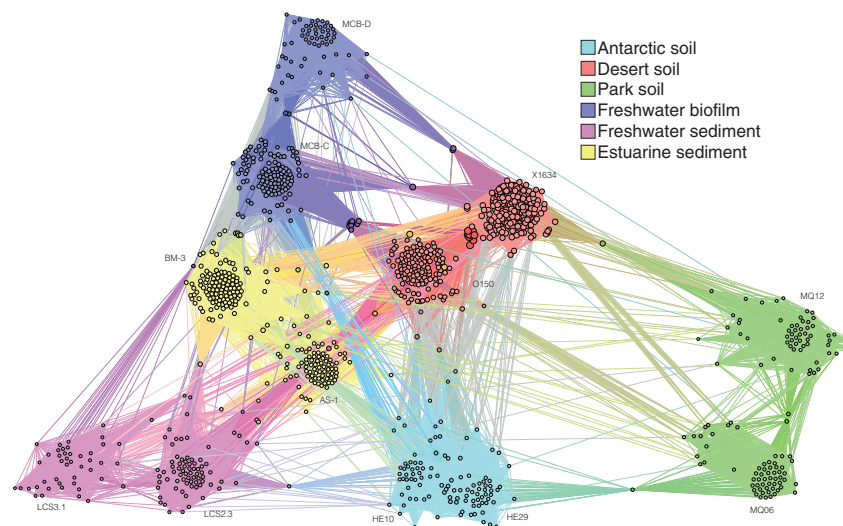 MCB-D
Antarctic soil
Desert soil
Park soil
Freshwater biofilm
Freshwater sediment
Estuarine sediment
MCB-C
X1634
BM-3
O150
MQ12
AS-1
LCS3.1
LCS2.3
HE10
HE29
MQ06